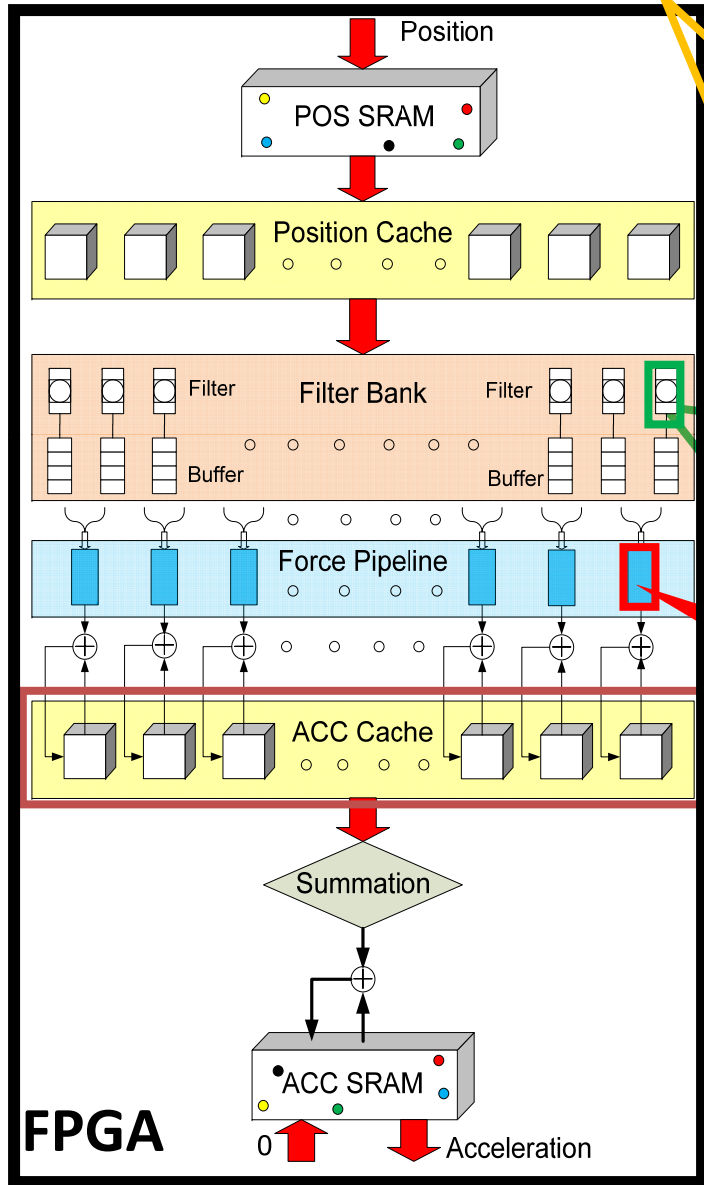 Position
POS SRAM
Position Cache
Filter
Filter Bank
Filter
Buffer
Buffer
Force Pipeline
ACC Cache
Summation
ACC SRAM
FPGA
0
Acceleration